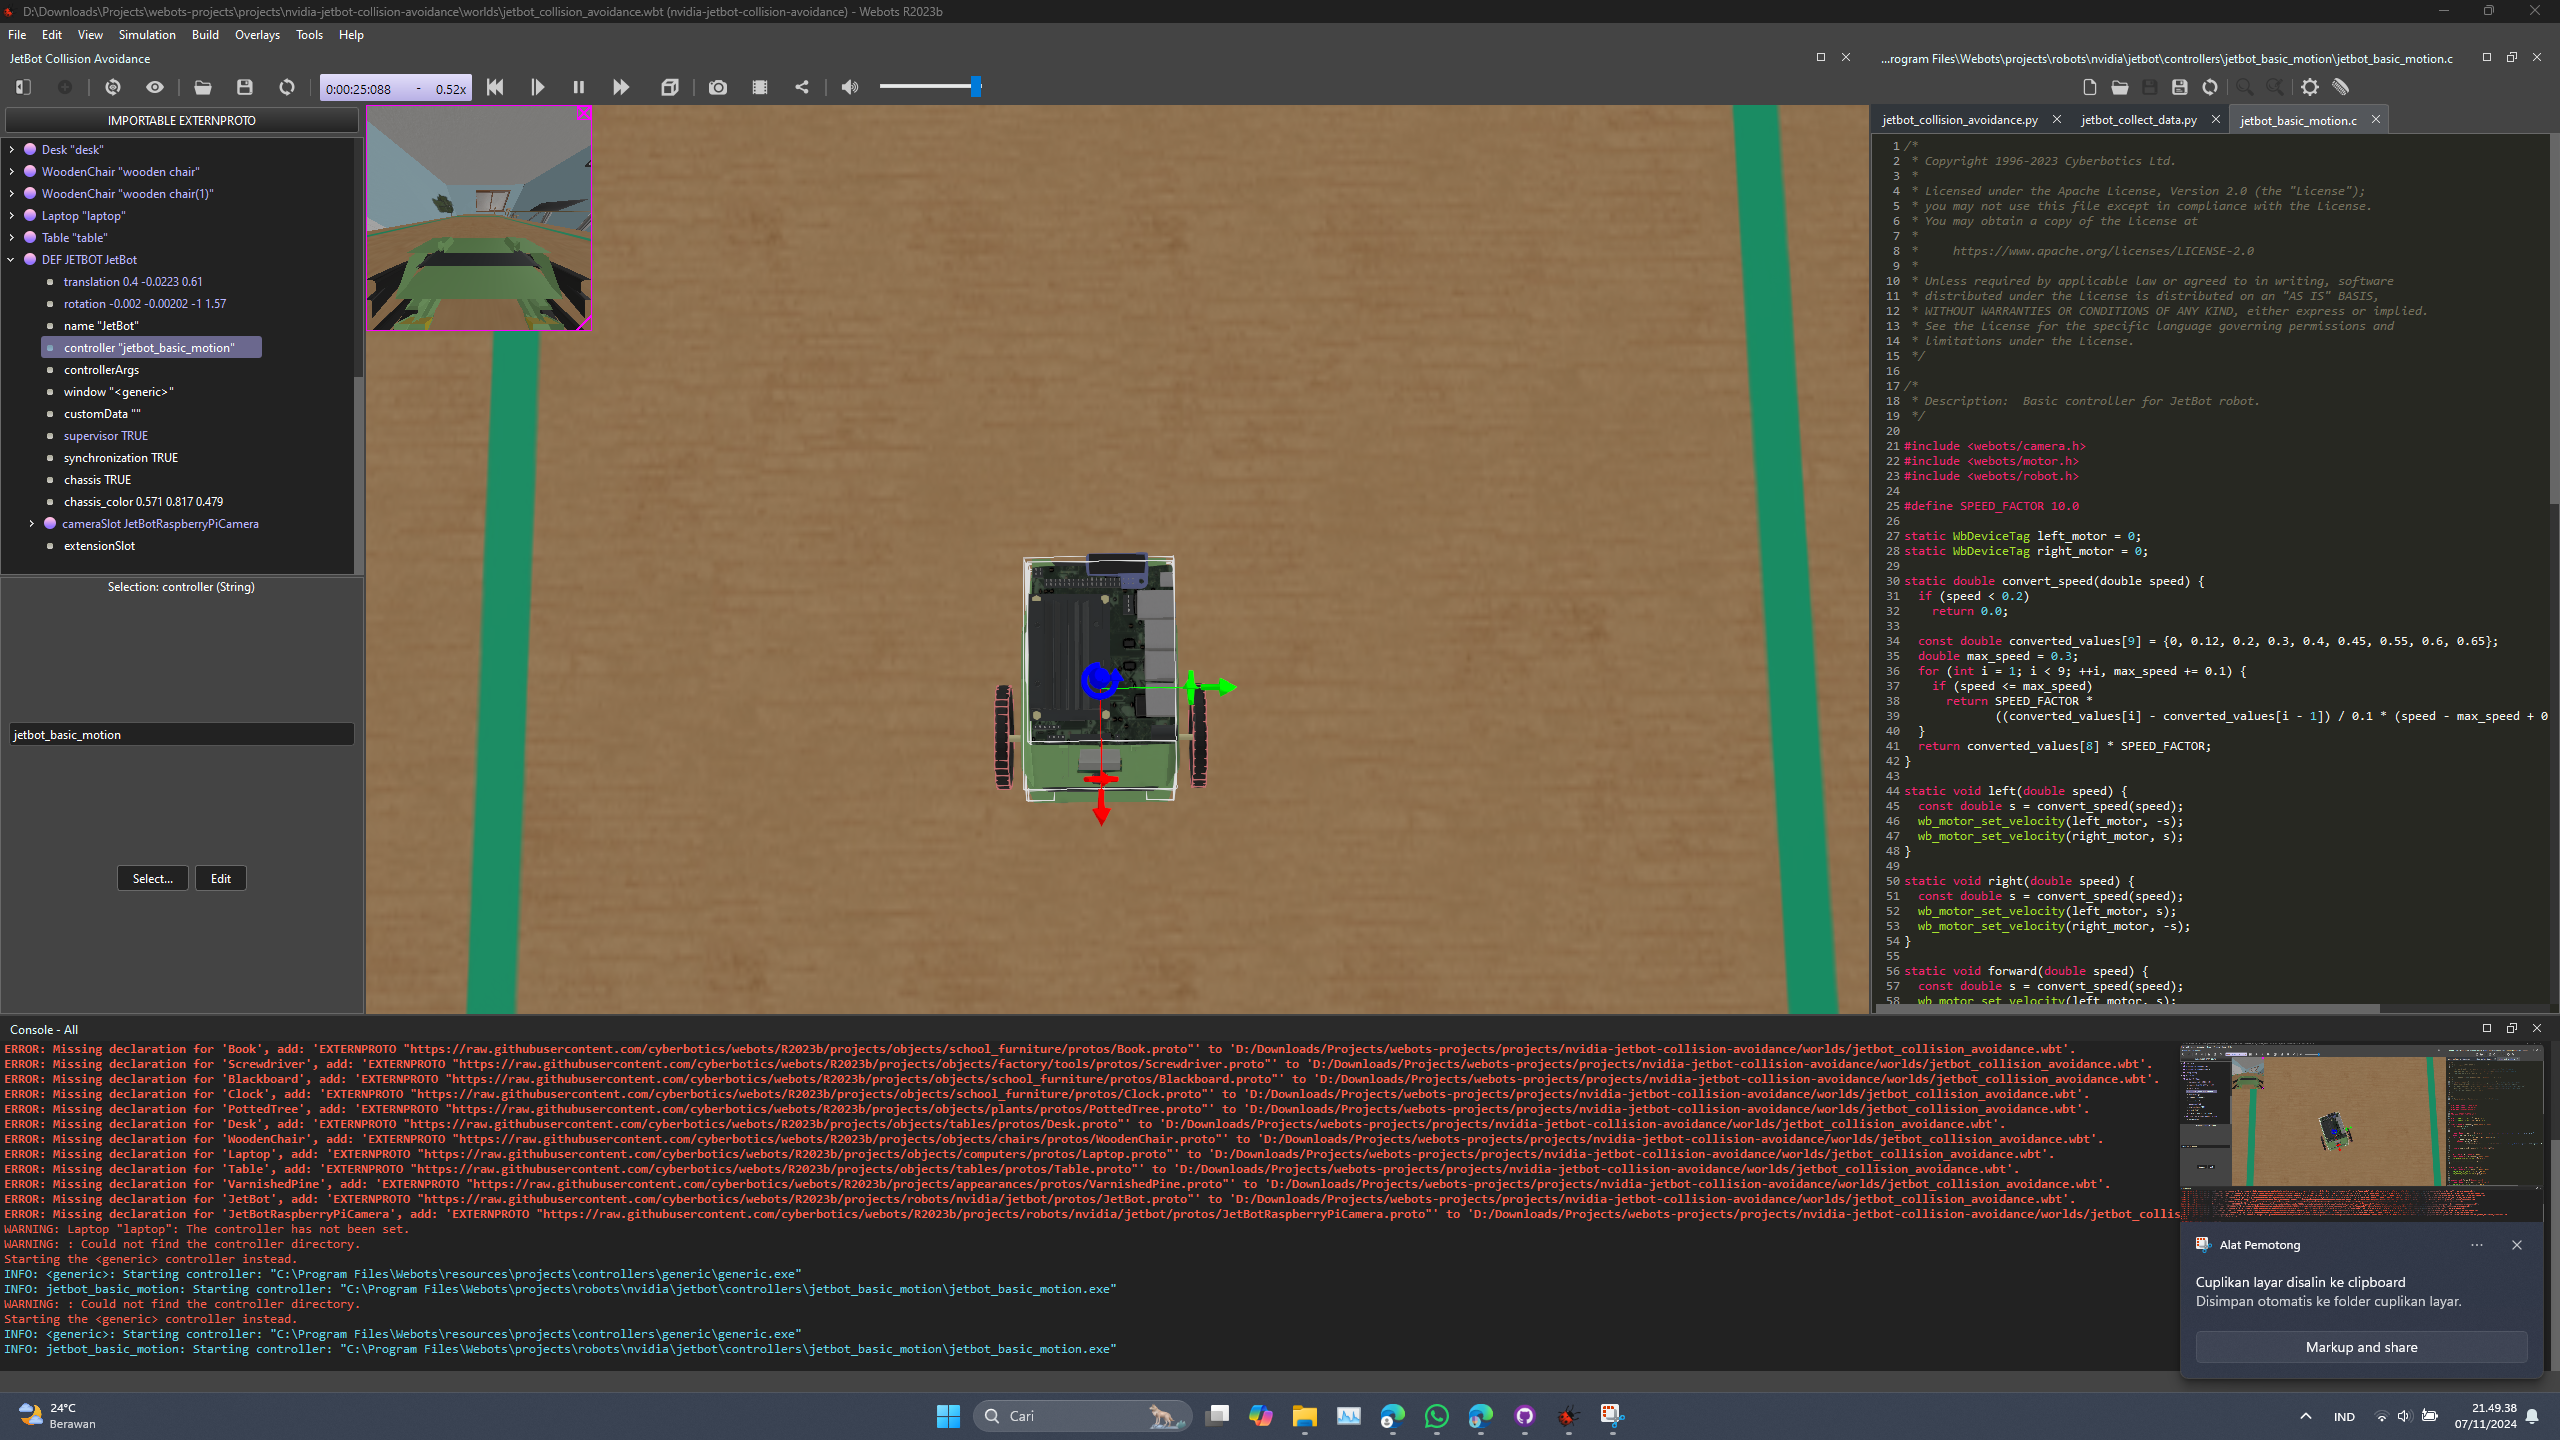 D:\Downloads\Projects\webots-projects\projects\nvidia-jetbot-collision-avoidance\worlds\jetbot_collision_avoidance.wbt (nvidia-jetbot-collision-avoidance) - Webots R2023b
File Edit View Simulation Build Overlays Tools Help
JetBot Collision Avoidance
0:00:25:088 - 0.52x
IMPORTABLE EXTERNPROTO
Desk "desk"
WoodenChair "wooden chair"
WoodenChair "wooden chair(1)"
Laptop "laptop"
Table "table"
DEF JETBOT JetBot
translation 0.4 -0.0223 0.61
rotation -0.002 -0.00202 -1 1.57
name "JetBot"
controller "jetbot_basic_motion"
controllerArgs
window "<generic>"
customData ""
supervisor TRUE
synchronization TRUE
chassis TRUE
chassis_color 0.571 0.817 0.479
cameraSlot JetBotRaspberryPiCamera
extensionSlot
Selection: controller (String)
jetbot_basic_motion
Select... Edit
...rogram Files\Webots\projects\robots\nvidia\jetbot\controllers\jetbot_basic_motion\jetbot_basic_motion.c
jetbot_collision_avoidance.py jetbot_collect_data.py jetbot_basic_motion.c
1 /*
2 * Copyright 1996-2023 Cyberbotics Ltd.
3 *
4 * Licensed under the Apache License, Version 2.0 (the "License");
5 * you may not use this file except in compliance with the License.
6 * You may obtain a copy of the License at
7 *
8 * https://www.apache.org/licenses/LICENSE-2.0
9 *
10 * Unless required by applicable law or agreed to in writing, software
11 * distributed under the License is distributed on an "AS IS" BASIS,
12 * WITHOUT WARRANTIES OR CONDITIONS OF ANY KIND, either express or implied.
13 * See the License for the specific language governing permissions and
14 * limitations under the License.
15 */
16
17 /*
18 * Description:  Basic controller for JetBot robot.
19 */
20
21 #include <webots/camera.h>
22 #include <webots/motor.h>
23 #include <webots/robot.h>
24
25 #define SPEED_FACTOR 10.0
26
27 static WbDeviceTag left_motor = 0;
28 static WbDeviceTag right_motor = 0;
29
30 static double convert_speed(double speed) {
31 if (speed < 0.2)
32 return 0.0;
33
34 const double converted_values[9] = {0, 0.12, 0.2, 0.3, 0.4, 0.45, 0.55, 0.6, 0.65};
35 double max_speed = 0.3;
36 for (int i = 1; i < 9; ++i, max_speed += 0.1) {
37 if (speed <= max_speed)
38 return SPEED_FACTOR *
39 ((converted_values[i] - converted_values[i - 1]) / 0.1 * (speed - max_speed + 0
40 }
41 return converted_values[8] * SPEED_FACTOR;
42 }
43
44 static void left(double speed) {
45 const double s = convert_speed(speed);
46 wb_motor_set_velocity(left_motor, -s);
47 wb_motor_set_velocity(right_motor, s);
48 }
49
50 static void right(double speed) {
51 const double s = convert_speed(speed);
52 wb_motor_set_velocity(left_motor, s);
53 wb_motor_set_velocity(right_motor, -s);
54 }
55
56 static void forward(double speed) {
57 const double s = convert_speed(speed);
58 wb_motor_set_velocity(left_motor, s);
Console - All
ERROR: Missing declaration for 'Book', add: 'EXTERNPROTO "https://raw.githubusercontent.com/cyberbotics/webots/R2023b/projects/objects/school_furniture/protos/Book.proto"' to 'D:/Downloads/Projects/webots-projects/projects/nvidia-jetbot-collision-avoidance/worlds/jetbot_collision_avoidance.wbt'.
ERROR: Missing declaration for 'Screwdriver', add: 'EXTERNPROTO "https://raw.githubusercontent.com/cyberbotics/webots/R2023b/projects/objects/factory/tools/protos/Screwdriver.proto"' to 'D:/Downloads/Projects/webots-projects/projects/nvidia-jetbot-collision-avoidance/worlds/jetbot_collision_avoidance.wbt'.
ERROR: Missing declaration for 'Blackboard', add: 'EXTERNPROTO "https://raw.githubusercontent.com/cyberbotics/webots/R2023b/projects/objects/school_furniture/protos/Blackboard.proto"' to 'D:/Downloads/Projects/webots-projects/projects/nvidia-jetbot-collision-avoidance/worlds/jetbot_collision_avoidance.wbt'.
ERROR: Missing declaration for 'Clock', add: 'EXTERNPROTO "https://raw.githubusercontent.com/cyberbotics/webots/R2023b/projects/objects/school_furniture/protos/Clock.proto"' to 'D:/Downloads/Projects/webots-projects/projects/nvidia-jetbot-collision-avoidance/worlds/jetbot_collision_avoidance.wbt'.
ERROR: Missing declaration for 'PottedTree', add: 'EXTERNPROTO "https://raw.githubusercontent.com/cyberbotics/webots/R2023b/projects/objects/plants/protos/PottedTree.proto"' to 'D:/Downloads/Projects/webots-projects/projects/nvidia-jetbot-collision-avoidance/worlds/jetbot_collision_avoidance.wbt'.
ERROR: Missing declaration for 'Desk', add: 'EXTERNPROTO "https://raw.githubusercontent.com/cyberbotics/webots/R2023b/projects/objects/tables/protos/Desk.proto"' to 'D:/Downloads/Projects/webots-projects/projects/nvidia-jetbot-collision-avoidance/worlds/jetbot_collision_avoidance.wbt'.
ERROR: Missing declaration for 'WoodenChair', add: 'EXTERNPROTO "https://raw.githubusercontent.com/cyberbotics/webots/R2023b/projects/objects/chairs/protos/WoodenChair.proto"' to 'D:/Downloads/Projects/webots-projects/projects/nvidia-jetbot-collision-avoidance/worlds/jetbot_collision_avoidance.wbt'.
ERROR: Missing declaration for 'Laptop', add: 'EXTERNPROTO "https://raw.githubusercontent.com/cyberbotics/webots/R2023b/projects/objects/computers/protos/Laptop.proto"' to 'D:/Downloads/Projects/webots-projects/projects/nvidia-jetbot-collision-avoidance/worlds/jetbot_collision_avoidance.wbt'.
ERROR: Missing declaration for 'Table', add: 'EXTERNPROTO "https://raw.githubusercontent.com/cyberbotics/webots/R2023b/projects/objects/tables/protos/Table.proto"' to 'D:/Downloads/Projects/webots-projects/projects/nvidia-jetbot-collision-avoidance/worlds/jetbot_collision_avoidance.wbt'.
ERROR: Missing declaration for 'VarnishedPine', add: 'EXTERNPROTO "https://raw.githubusercontent.com/cyberbotics/webots/R2023b/projects/appearances/protos/VarnishedPine.proto"' to 'D:/Downloads/Projects/webots-projects/projects/nvidia-jetbot-collision-avoidance/worlds/jetbot_collision_avoidance.wbt'.
ERROR: Missing declaration for 'JetBot', add: 'EXTERNPROTO "https://raw.githubusercontent.com/cyberbotics/webots/R2023b/projects/robots/nvidia/jetbot/protos/JetBot.proto"' to 'D:/Downloads/Projects/webots-projects/projects/nvidia-jetbot-collision-avoidance/worlds/jetbot_collision_avoidance.wbt'.
ERROR: Missing declaration for 'JetBotRaspberryPiCamera', add: 'EXTERNPROTO "https://raw.githubusercontent.com/cyberbotics/webots/R2023b/projects/robots/nvidia/jetbot/protos/JetBotRaspberryPiCamera.proto"' to 'D:/Downloads/Projects/webots-projects/projects/nvidia-jetbot-collision-avoidance/worlds/jetbot_collis
WARNING: Laptop "laptop": The controller has not been set.
WARNING: : Could not find the controller directory.
Starting the <generic> controller instead.
INFO: <generic>: Starting controller: "C:\Program Files\Webots\resources\projects\controllers\generic\generic.exe"
INFO: jetbot_basic_motion: Starting controller: "C:\Program Files\Webots\projects\robots\nvidia\jetbot\controllers\jetbot_basic_motion\jetbot_basic_motion.exe"
WARNING: : Could not find the controller directory.
Starting the <generic> controller instead.
INFO: <generic>: Starting controller: "C:\Program Files\Webots\resources\projects\controllers\generic\generic.exe"
INFO: jetbot_basic_motion: Starting controller: "C:\Program Files\Webots\projects\robots\nvidia\jetbot\controllers\jetbot_basic_motion\jetbot_basic_motion.exe"
Alat Pemotong
Cuplikan layar disalin ke clipboard
Disimpan otomatis ke folder cuplikan layar.
Markup and share
24°C
Berawan
Cari
IND
21.49.38
07/11/2024